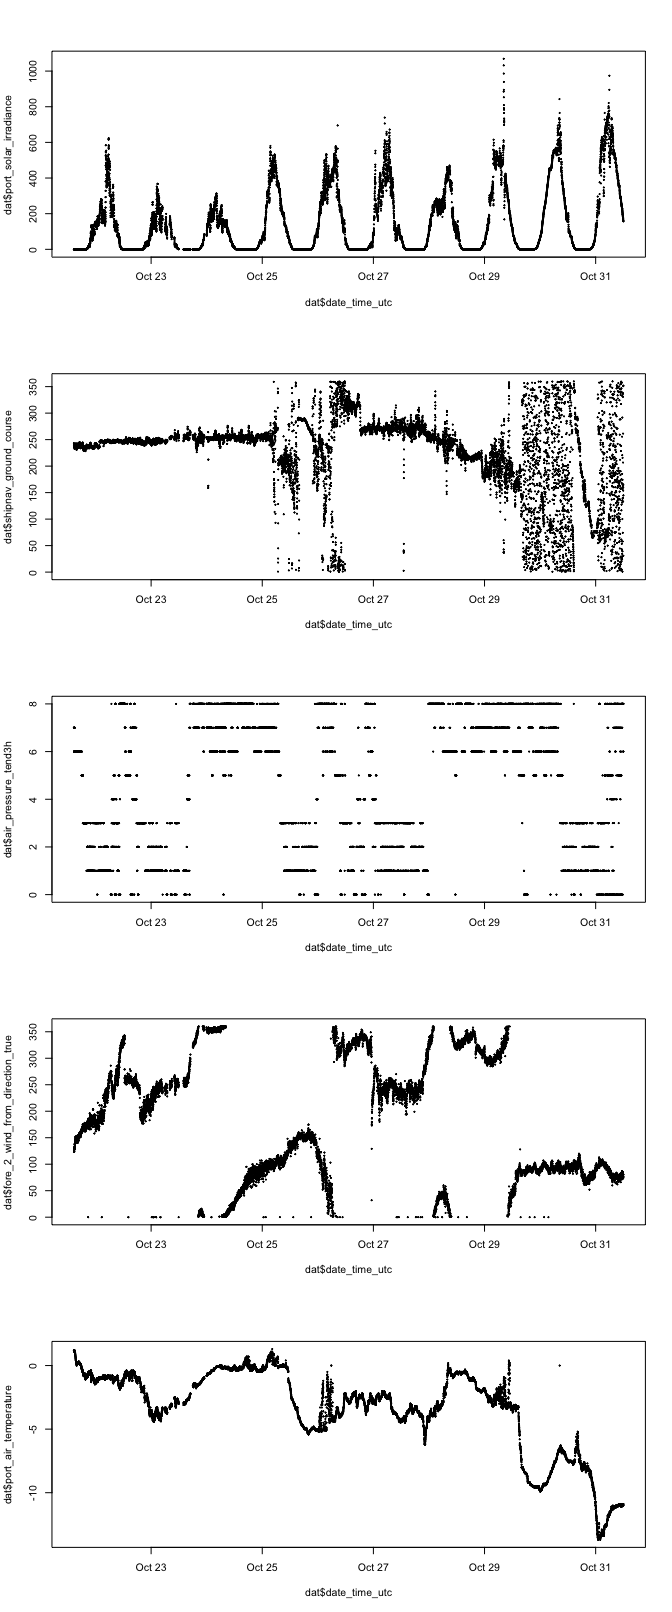 dat$port_solar_irradiance
1000
800
600
400
200
0
Oct 23 Oct 25 Oct 27 Oct 29 Oct 31
dat$date_time_utc
dat$shipnav_ground_course
350
300
250
200
150
100
50
0
Oct 23 Oct 25 Oct 27 Oct 29 Oct 31
dat$date_time_utc
dat$air_pressure_tend3h
8
6
4
2
0
Oct 23 Oct 25 Oct 27 Oct 29 Oct 31
dat$date_time_utc
dat$fore_2_wind_from_direction_true
350
300
250
200
150
100
50
0
Oct 23 Oct 25 Oct 27 Oct 29 Oct 31
dat$date_time_utc
dat$port_air_temperature
0
-5
-10
Oct 23 Oct 25 Oct 27 Oct 29 Oct 31
dat$date_time_utc